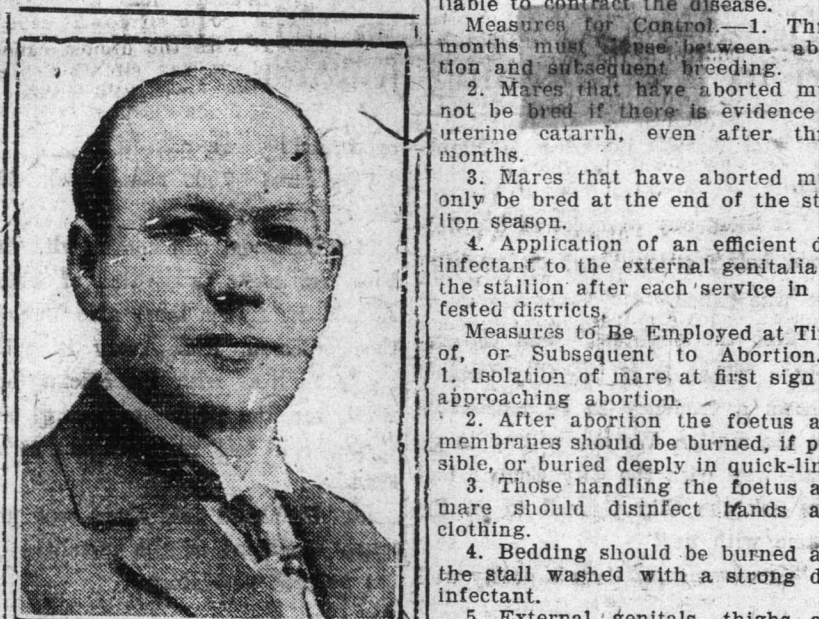 liable to contract the disease.
Measures for Control.—1. Th
months must elapse between ab
tion and subsequent breeding.
2. Mares that have aborted m
not be bred if there is evidence
uterine catarrh, even after th
months.
3. Mares that have aborted m
only be bred at the end of the st
lion season.
4. Application of an efficient d
infectant to the external genitalia
the stallion after each service in
fested districts,
Measures to Be Employed at Ti
of, or Subsequent to Abortion.
1. Isolation of mare at first sign
approaching abortion.
2. After abortion the foetus a
membranes should be burned, if p
sible, or buried deeply in quick-lin
3. Those handling the foetus a
mare should disinfect hands a
clothing.
4. Bedding should be burned a
the stall washed with a strong d
infectant.
5. External genitals, thighs